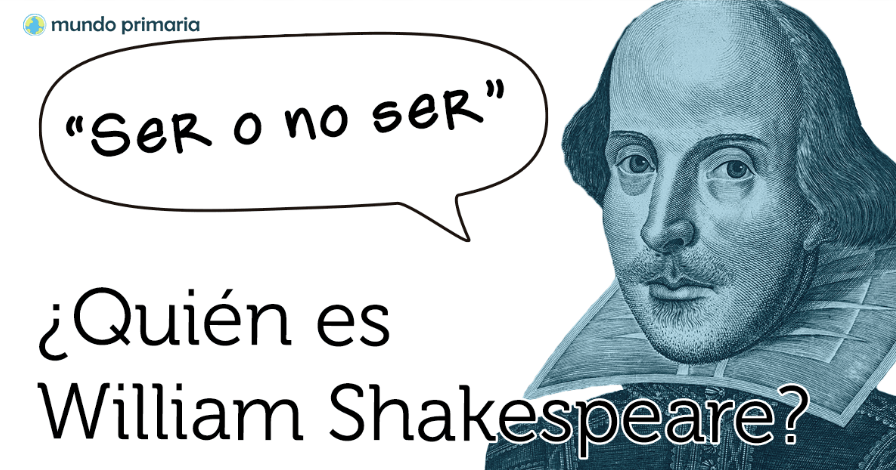 mundo primaria
“Ser o no ser”
¿Quién es
William Shakespeare?